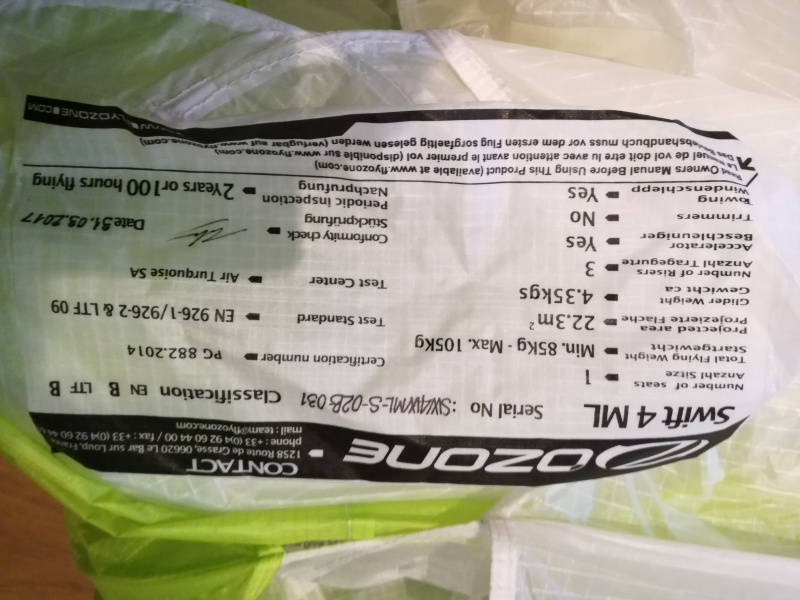 OZONE
CONTACT
1258 Route de Grasse, 06620 Le Bar sur Loup, France
phone: +33 (0)4 92 60 44 00 / fax: +33 (0)4 92 60
mail: team@flyozone.com
Swift 4 ML
Serial No : SW4WML-S-02B 031
Classification EN B LTF B
Number of seats
Anzahl Sitze
1
Total Flying Weight
Startgewicht
Min. 85Kg - Max. 105Kg
Projected area
Projezierte Flache
22.3m²
Glider Weight
Gewicht ca
4.35kgs
Number of Risers
Anzahl Tragegurte
3
Accelerator
Beschleuniger
Yes
Trimmers
No
Towing
Windenschlepp
Yes
Certification number
PG 882.2014
Test Standard
EN 926-1/926-2 & LTF 09
Test Center
Air Turquoise SA
Conformity check
Stückprüfung
Date 31.03.2017
Periodic inspection
Nachprüfung
2 Years or 100 hours flying
Read Owners Manual Before Using This Product (available at www.flyozone.com)
Le manuel de vol doit etre lu avec attention avant le premier vol (disponible sur www.flyozone.com)
Das Betriebshandbuch muss vor dem ersten Flug sorgfaeltig gelesen werden (verfugbar auf www.flyozone.com)
WWW.FLYOZONE.COM